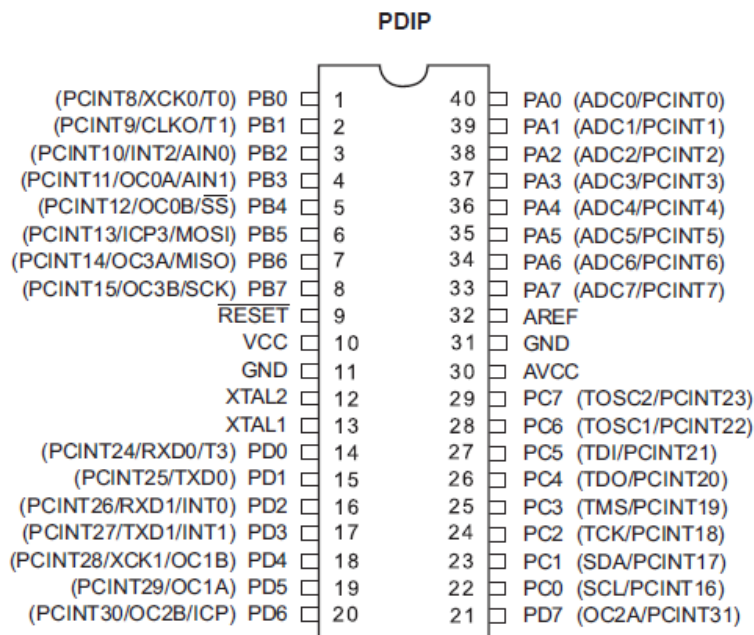 PDIP
(PCINT8/XCK0/T0) PB0 1 40 PA0 (ADC0/PCINT0)
(PCINT9/CLKO/T1) PB1 2 39 PA1 (ADC1/PCINT1)
(PCINT10/INT2/AIN0) PB2 3 38 PA2 (ADC2/PCINT2)
(PCINT11/OC0A/AIN1) PB3 4 37 PA3 (ADC3/PCINT3)
(PCINT12/OC0B/SS) PB4 5 36 PA4 (ADC4/PCINT4)
(PCINT13/ICP3/MOSI) PB5 6 35 PA5 (ADC5/PCINT5)
(PCINT14/OC3A/MISO) PB6 7 34 PA6 (ADC6/PCINT6)
(PCINT15/OC3B/SCK) PB7 8 33 PA7 (ADC7/PCINT7)
RESET 9 32 AREF
VCC 10 31 GND
GND 11 30 AVCC
XTAL2 12 29 PC7 (TOSC2/PCINT23)
XTAL1 13 28 PC6 (TOSC1/PCINT22)
(PCINT24/RXD0/T3) PD0 14 27 PC5 (TDI/PCINT21)
(PCINT25/TXD0) PD1 15 26 PC4 (TDO/PCINT20)
(PCINT26/RXD1/INT0) PD2 16 25 PC3 (TMS/PCINT19)
(PCINT27/TXD1/INT1) PD3 17 24 PC2 (TCK/PCINT18)
(PCINT28/XCK1/OC1B) PD4 18 23 PC1 (SDA/PCINT17)
(PCINT29/OC1A) PD5 19 22 PC0 (SCL/PCINT16)
(PCINT30/OC2B/ICP) PD6 20 21 PD7 (OC2A/PCINT31)